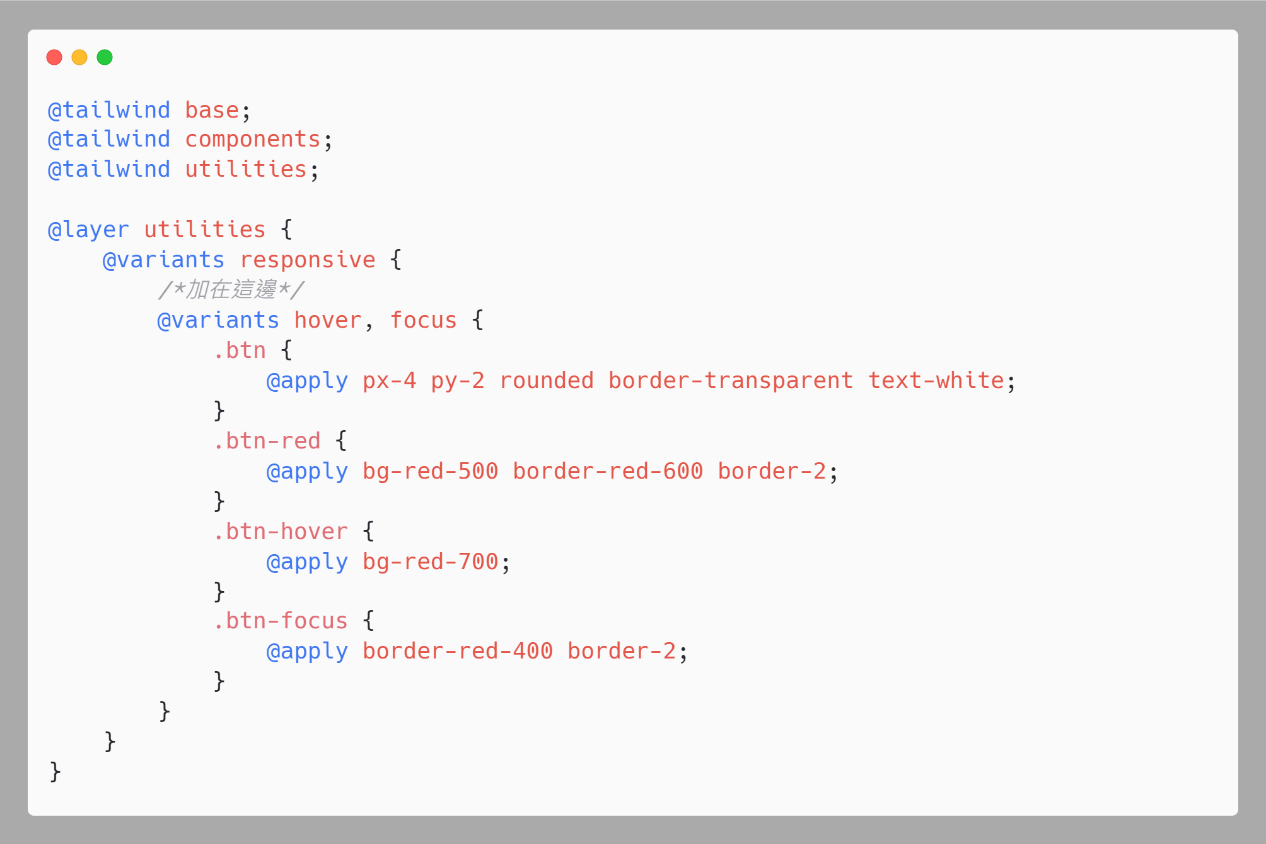 @tailwind base;
@tailwind components;
@tailwind utilities;

@layer utilities {
    @variants responsive {
        /*加在這邊*/
        @variants hover, focus {
            .btn {
                @apply px-4 py-2 rounded border-transparent text-white;
            }
            .btn-red {
                @apply bg-red-500 border-red-600 border-2;
            }
            .btn-hover {
                @apply bg-red-700;
            }
            .btn-focus {
                @apply border-red-400 border-2;
            }
        }
    }
}